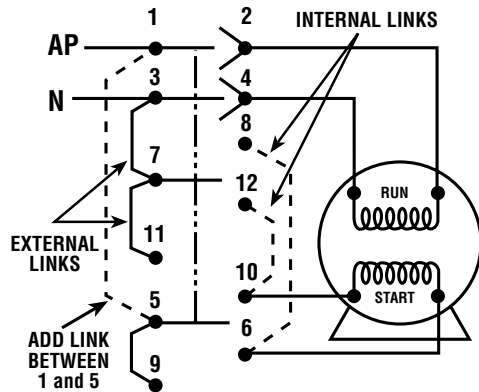 1
2
INTERNAL LINKS
AP
3
4
N
8
7
12
RUN
11
EXTERNAL
LINKS
10
START
5
6
ADD LINK
BETWEEN
1 and 5
9